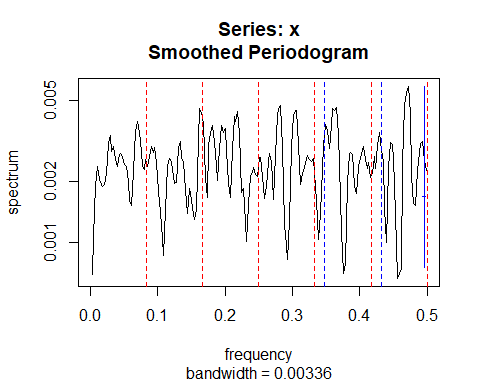 Series: x
Smoothed Periodogram
spectrum
0.005
0.002
0.001
0.0 0.1 0.2 0.3 0.4 0.5
frequency
bandwidth = 0.00336